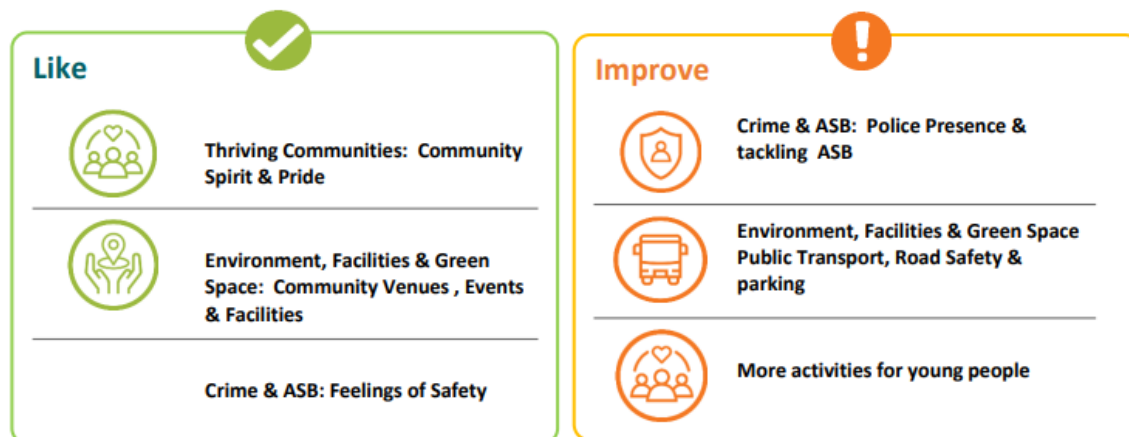 Like
Thriving Communities: Community
Spirit & Pride
Environment, Facilities & Green
Space: Community Venues , Events
& Facilities
Crime & ASB: Feelings of Safety
Improve
Crime & ASB: Police Presence &
tackling ASB
Environment, Facilities & Green Space
Public Transport, Road Safety &
parking
More activities for young people